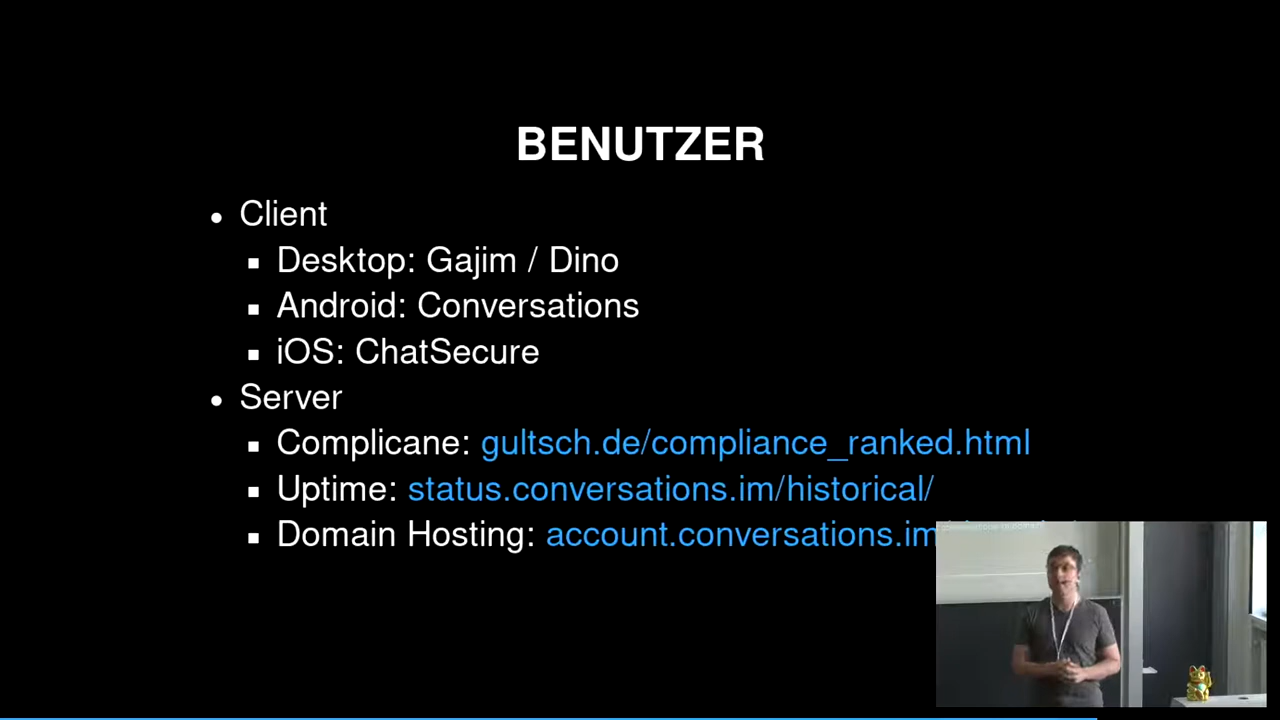 BENUTZER
Client
Desktop: Gajim / Dino
Android: Conversations
iOS: ChatSecure
Server
Complicane: gultsch.de/compliance_ranked.html
Uptime: status.conversations.im/historical/
Domain Hosting: account.conversations.im